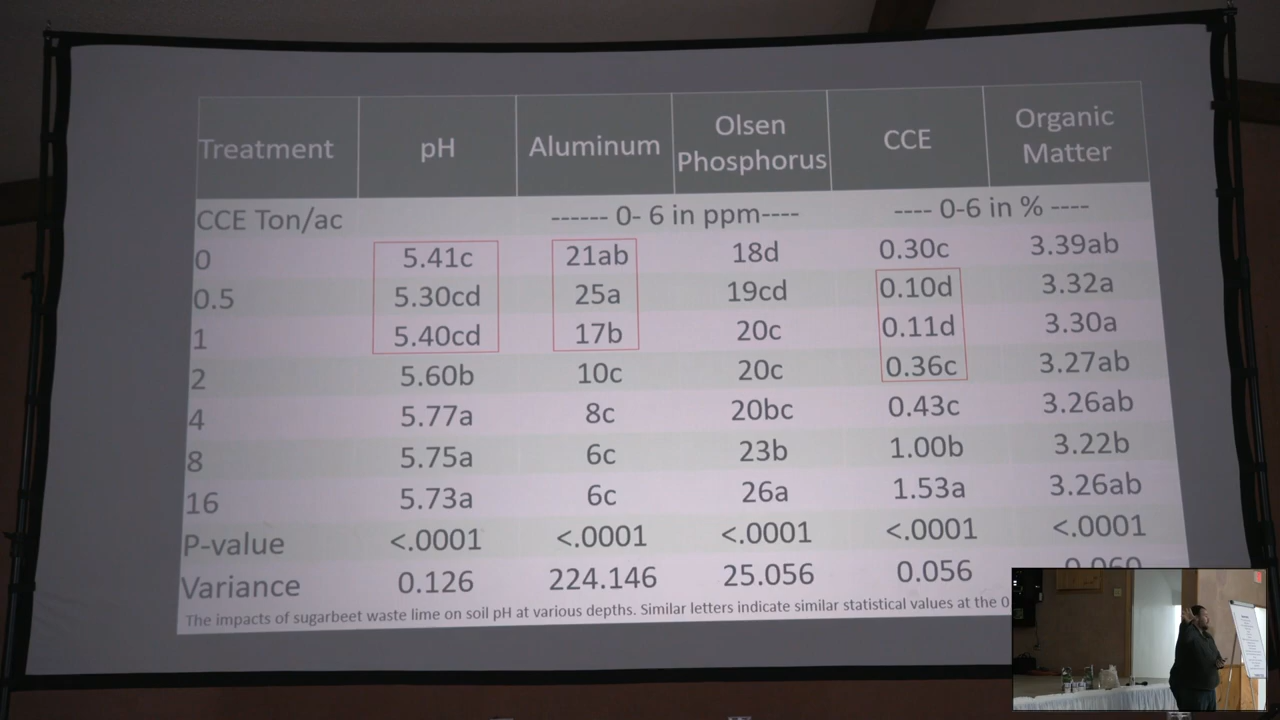 Treatment pH Aluminum Olsen Phosphorus CCE Organic Matter
CCE Ton/ac ------ 0- 6 in ppm---- ---- 0-6 in % ----
0 5.41c 21ab 18d 0.30c 3.39ab
0.5 5.30cd 25a 19cd 0.10d 3.32a
1 5.40cd 17b 20c 0.11d 3.30a
2 5.60b 10c 20c 0.36c 3.27ab
4 5.77a 8c 20bc 0.43c 3.26ab
8 5.75a 6c 23b 1.00b 3.22b
16 5.73a 6c 26a 1.53a 3.26ab
P-value <.0001 <.0001 <.0001 <.0001 <.0001
Variance 0.126 224.146 25.056 0.056
The impacts of sugarbeet waste lime on soil pH at various depths. Similar letters indicate similar statistical values at the 0